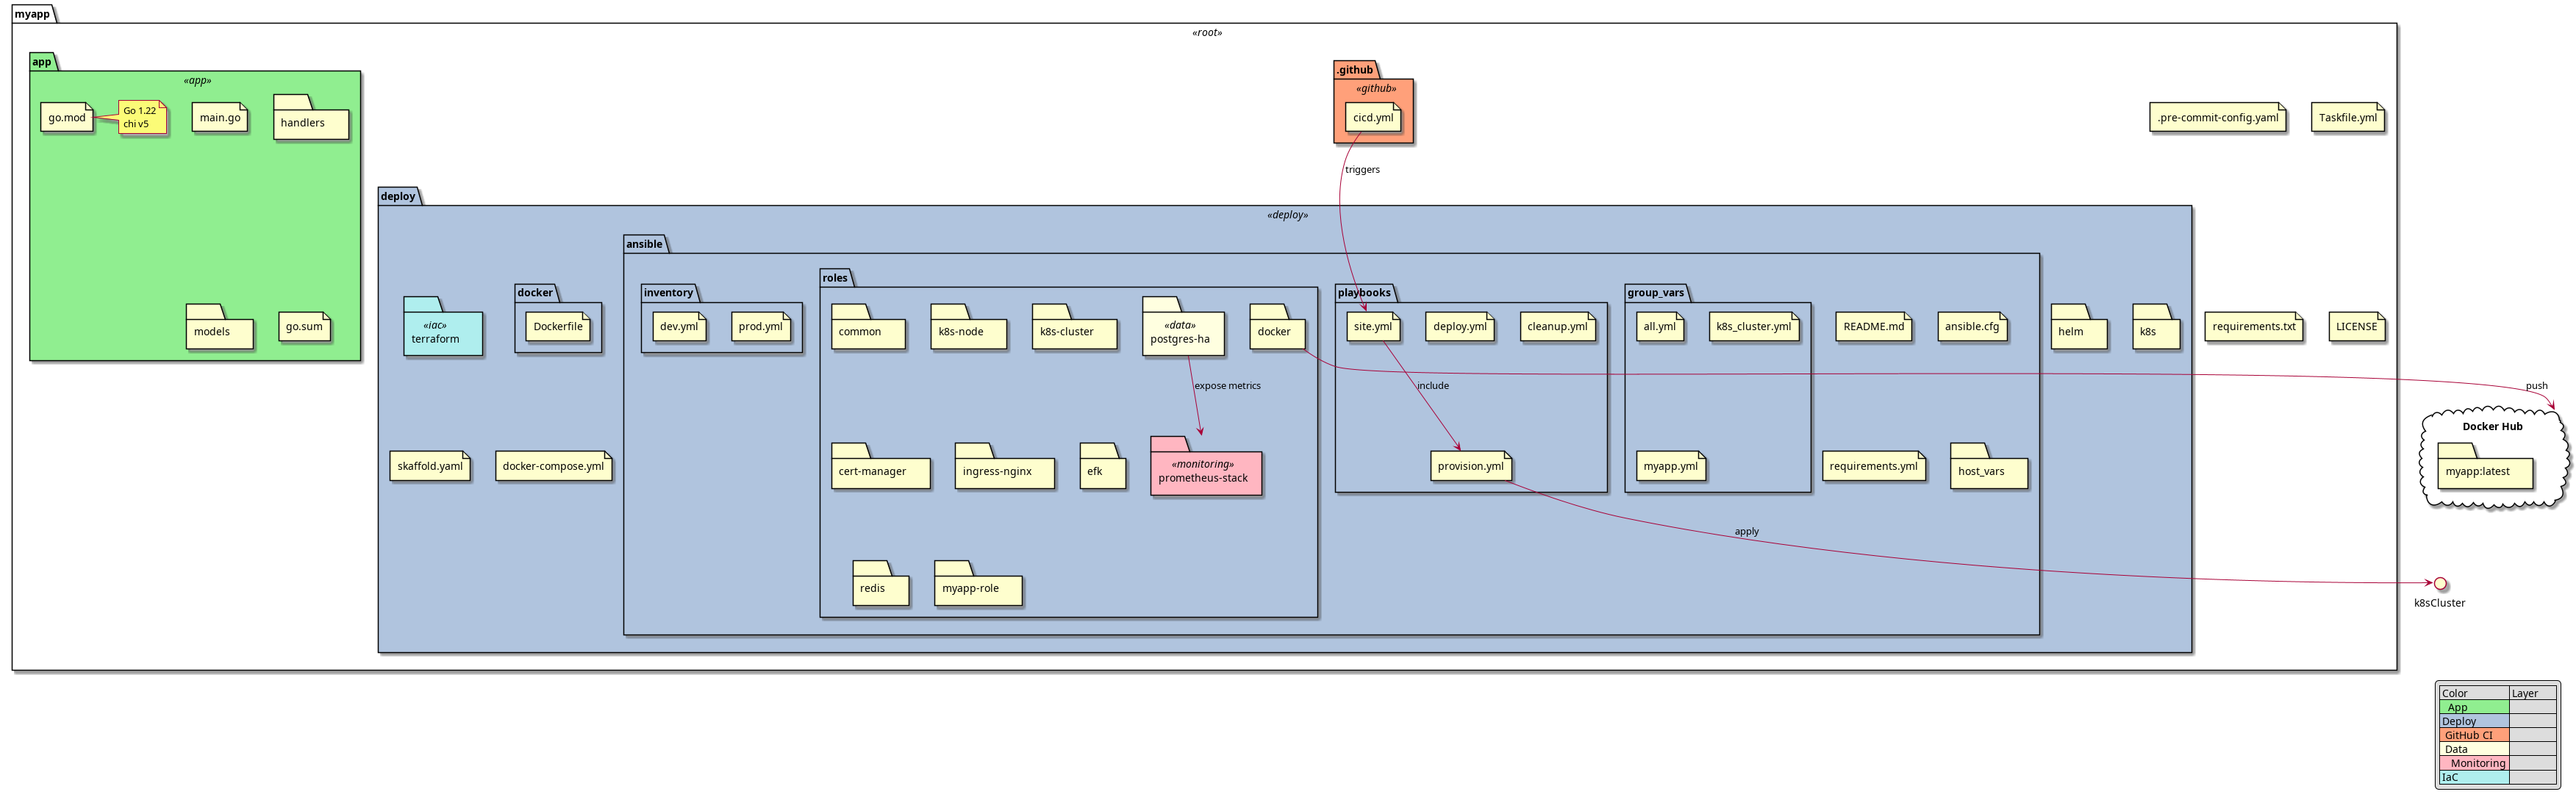 myapp
«root»
app
«app»
go.mod
Go 1.22
chi v5
main.go
handlers
models
go.sum
.github
«github»
cicd.yml
triggers
.pre-commit-config.yaml
Taskfile.yml
deploy
«deploy»
«iac»
terraform
docker
Dockerfile
skaffold.yaml
docker-compose.yml
ansible
inventory
dev.yml
prod.yml
roles
common
k8s-node
k8s-cluster
«data»
postgres-ha
docker
expose metrics
cert-manager
ingress-nginx
efk
«monitoring»
prometheus-stack
redis
myapp-role
playbooks
site.yml
deploy.yml
cleanup.yml
include
provision.yml
group_vars
all.yml
k8s_cluster.yml
myapp.yml
README.md
ansible.cfg
requirements.yml
host_vars
helm
k8s
requirements.txt
LICENSE
push
Docker Hub
myapp:latest
apply
k8sCluster
Color Layer
App
Deploy
GitHub CI
Data
Monitoring
IaC